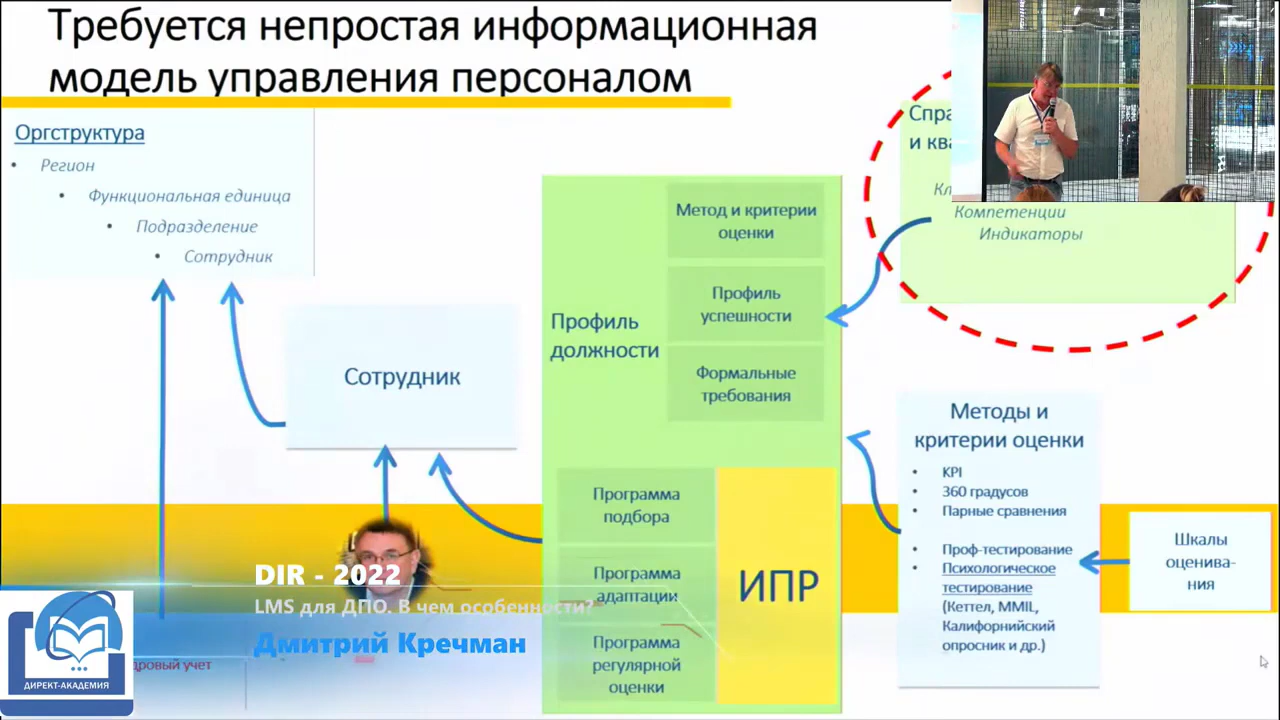 Требуется непростая информационная
модель управления персоналом
Оргструктура
• Регион
• Функциональная единица
• Подразделение
• Сотрудник
Сотрудник
Профиль
должности
Метод и критерии
оценки
Профиль
успешности
Формальные
требования
Программа
подбора
Программа
адаптации
Программа
регулярной
оценки
ИПР
и
Компетенции
Индикаторы
Методы и
критерии оценки
• KPI
• 360 градусов
• Парные сравнения
• Проф-тестирование
• Психологическое
тестирование
(Кеттел, MMIL,
Калифорнийский
опросник и др.)
Шкалы
оценива-
ния
DIR - 2022
LMS для ДПО. В чем особенности?
Дмитрий Кречман
учет
ДИРЕКТ-АКАДЕМИЯ